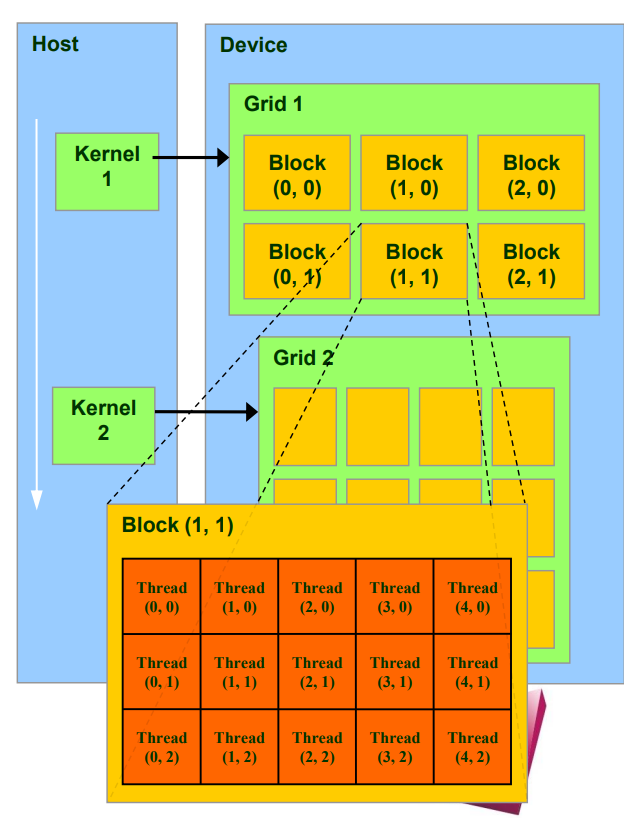 Host
Device
Grid 1
Kernel
1
Block
(0, 0)
Block
(1, 0)
Block
(2, 0)
Block
(0, 1)
Block
(1, 1)
Block
(2, 1)
Grid 2
Kernel
2
Block (1, 1)
Thread
(0, 0)
Thread
(1, 0)
Thread
(2, 0)
Thread
(3, 0)
Thread
(4, 0)
Thread
(0, 1)
Thread
(1, 1)
Thread
(2, 1)
Thread
(3, 1)
Thread
(4, 1)
Thread
(0, 2)
Thread
(1, 2)
Thread
(2, 2)
Thread
(3, 2)
Thread
(4, 2)